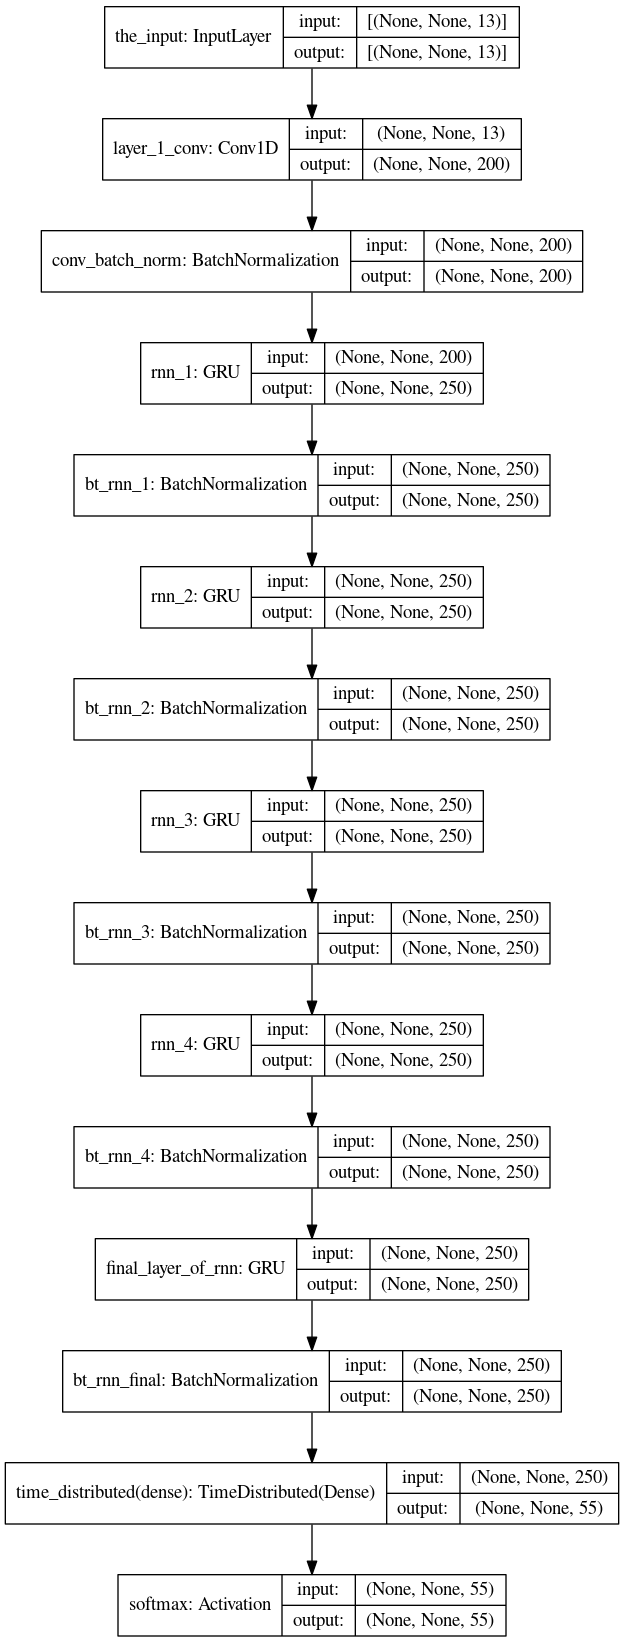 the_input: InputLayer
input: [(None, None, 13)]
output: [(None, None, 13)]
layer_1_conv: Conv1D
input: (None, None, 13)
output: (None, None, 200)
conv_batch_norm: BatchNormalization
input: (None, None, 200)
output: (None, None, 200)
rnn_1: GRU
input: (None, None, 200)
output: (None, None, 250)
bt_rnn_1: BatchNormalization
input: (None, None, 250)
output: (None, None, 250)
rnn_2: GRU
input: (None, None, 250)
output: (None, None, 250)
bt_rnn_2: BatchNormalization
input: (None, None, 250)
output: (None, None, 250)
rnn_3: GRU
input: (None, None, 250)
output: (None, None, 250)
bt_rnn_3: BatchNormalization
input: (None, None, 250)
output: (None, None, 250)
rnn_4: GRU
input: (None, None, 250)
output: (None, None, 250)
bt_rnn_4: BatchNormalization
input: (None, None, 250)
output: (None, None, 250)
final_layer_of_rnn: GRU
input: (None, None, 250)
output: (None, None, 250)
bt_rnn_final: BatchNormalization
input: (None, None, 250)
output: (None, None, 250)
time_distributed(dense): TimeDistributed(Dense)
input: (None, None, 250)
output: (None, None, 55)
softmax: Activation
input: (None, None, 55)
output: (None, None, 55)